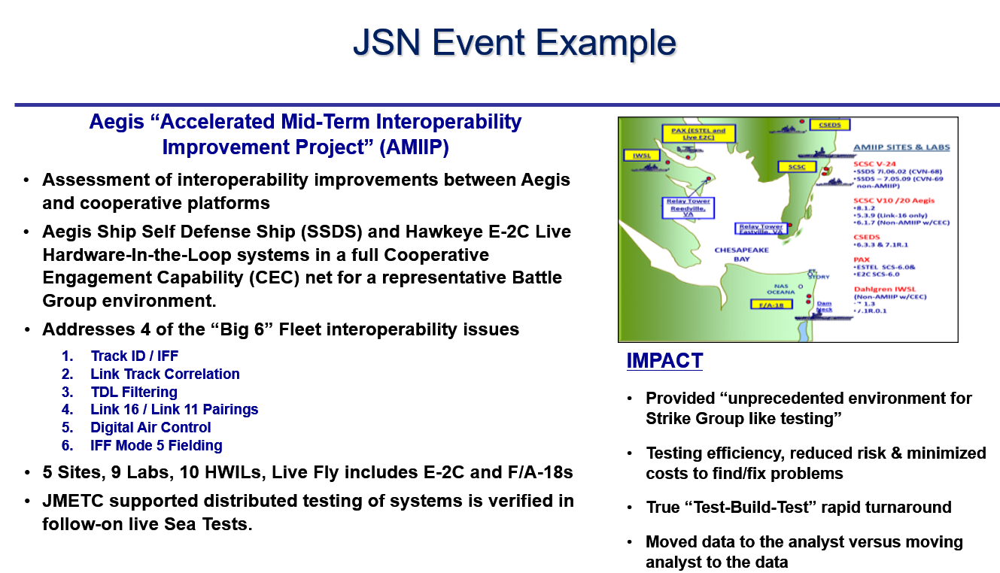 JSN Event Example
Aegis “Accelerated Mid-Term Interoperability
Improvement Project” (AMIIP)
• Assessment of interoperability improvements between Aegis
and cooperative platforms
• Aegis Ship Self Defense Ship (SSDS) and Hawkeye E-2C Live
Hardware-In-the-Loop systems in a full Cooperative
Engagement Capability (CEC) net for a representative Battle
Group environment.
• Addresses 4 of the “Big 6” Fleet interoperability issues
1. Track ID / IFF
2. Link Track Correlation
3. TDL Filtering
4. Link 16 / Link 11 Pairings
5. Digital Air Control
6. IFF Mode 5 Fielding
• 5 Sites, 9 Labs, 10 HWILs, Live Fly includes E-2C and F/A-18s
• JMETC supported distributed testing of systems is verified in
follow-on live Sea Tests.
PAX (ESTEL and
Live E2C)
CSEDS
IWSL
SCSC
Relay Tower
Reedville,
VA
Relay Tower
Eastville, VA
CHESAPEAKE
BAY
FT
STORY
NAS
OCEANA
F/A-18
Dam
Neck
AMIIP SITES & LABS
SCSC V-24
•SSDS 7i.06.02 (CVN-68)
•SSDS – 7.05.09 (CVN-69
non-AMIIP)
SCSC V10 /20 Aegis
•8.1.2
•5.3.9 (Link-16 only)
•6.1.7 (Non-AMIIP w/CEC)
CSEDS
•6.3.3 & 7.1R.1
PAX
•ESTEL SCS-6.0&
•E2C SCS-6.0
Dahlgren IWSL
(Non-AMIIP w/CEC)
1.3
.1R.0.1
IMPACT
• Provided “unprecedented environment for
Strike Group like testing”
• Testing efficiency, reduced risk & minimized
costs to find/fix problems
• True “Test-Build-Test” rapid turnaround
• Moved data to the analyst versus moving
analyst to the data